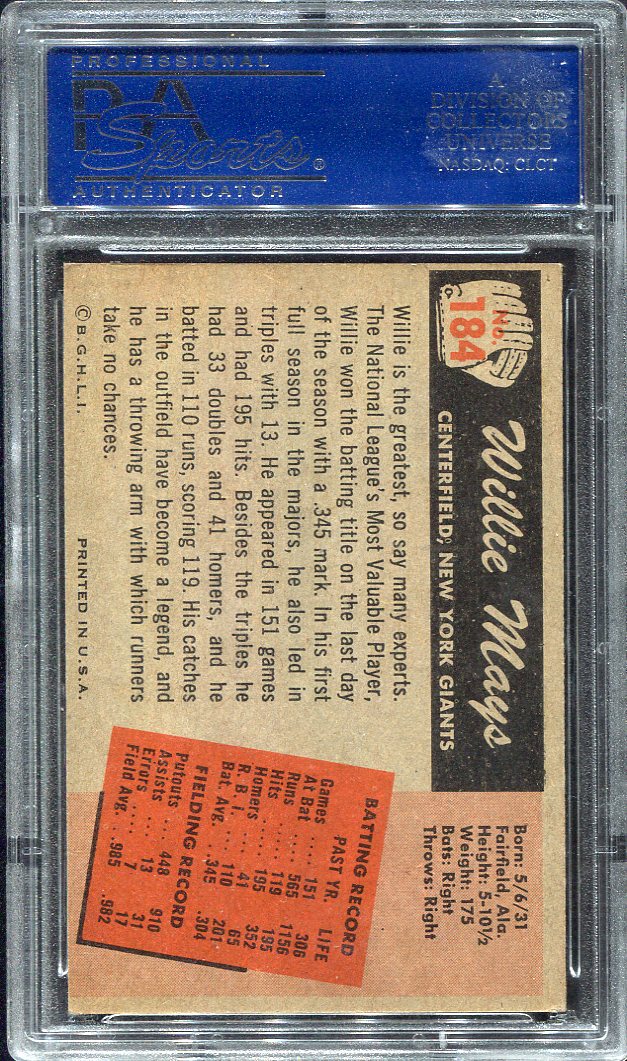 PROFESSIONAL
PSA
Sports®
AUTHENTICATOR
A
DIVISION OF
COLLECTORS
UNIVERSE
NASDAQ: CLCT
No.
184
Willie Mays
CENTERFIELD, NEW YORK GIANTS
Born: 5/6/31
Fairfield, Ala.
Height: 5-10½
Weight: 175
Bats: Right
Throws: Right
Willie is the greatest, so say many experts.
The National League's Most Valuable Player,
Willie won the batting title on the last day
of the season with a .345 mark. In his first
full season in the majors, he also led in
triples with 13. He appeared in 151 games
and had 195 hits. Besides the triples he
had 33 doubles and 41 homers, and he
batted in 110 runs, scoring 119. His catches
in the outfield have become a legend, and
he has a throwing arm with which runners
take no chances.
©B.G.H.L.I.
PRINTED IN U.S.A.
BATTING RECORD
PAST YR. LIFE
Games ..... 151 306
At Bat .... 565 1156
Runs ..... 119 195
Hits ...... 195 352
Homers .... 41 65
R. B. I. .... 110 201
Bat. Avg. .. .345 .304
FIELDING RECORD
Putouts ... 448 910
Assists .... 13 31
Errors ..... 7 17
Field Avg. .. .985 .982